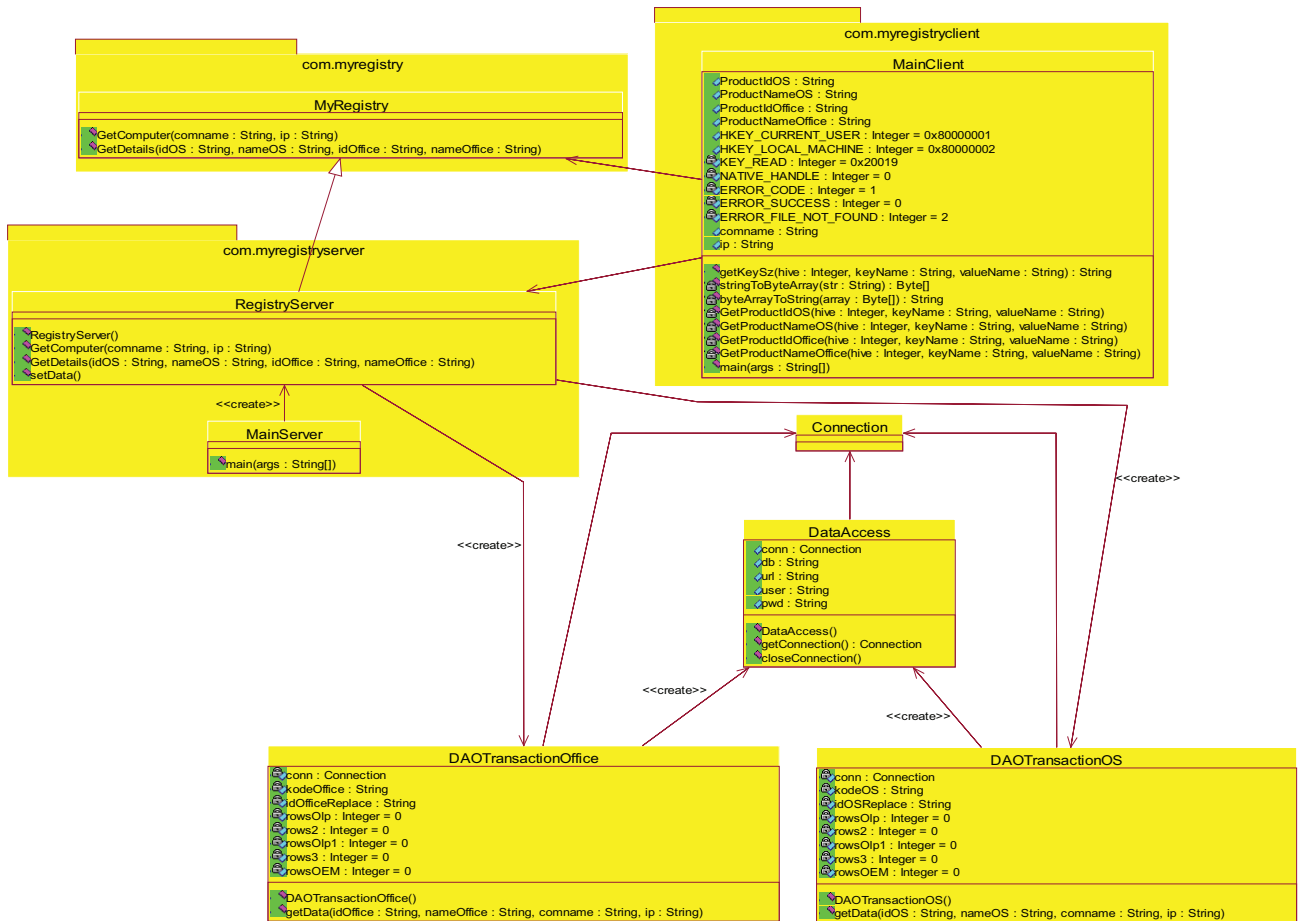 com.myregistry
MyRegistry
GetComputer(comname : String, ip : String)
GetDetails(idOS : String, nameOS : String, idOffice : String, nameOffice : String)
com.myregistryclient
MainClient
ProductIdOS : String
ProductNameOS : String
ProductIdOffice : String
ProductNameOffice : String
HKEY_CURRENT_USER : Integer = 0x80000001
HKEY_LOCAL_MACHINE : Integer = 0x80000002
KEY_READ : Integer = 0x20019
NATIVE_HANDLE : Integer = 0
ERROR_CODE : Integer = 1
ERROR_SUCCESS : Integer = 0
ERROR_FILE_NOT_FOUND : Integer = 2
comname : String
ip : String
getKeySz(hive : Integer, keyName : String, valueName : String) : String
stringToByteArray(str : String) : Byte[]
byteArrayToString(array : Byte[]) : String
GetProductIdOS(hive : Integer, keyName : String, valueName : String)
GetProductNameOS(hive : Integer, keyName : String, valueName : String)
GetProductIdOffice(hive : Integer, keyName : String, valueName : String)
GetProductNameOffice(hive : Integer, keyName : String, valueName : String)
main(args : String[])
com.myregistryserver
RegistryServer
RegistryServer()
GetComputer(comname : String, ip : String)
GetDetails(idOS : String, nameOS : String, idOffice : String, nameOffice : String)
setData()
<<create>>
MainServer
main(args : String[])
Connection
<<create>>
<<create>>
DataAccess
conn : Connection
db : String
url : String
user : String
pwd : String
DataAccess()
getConnection() : Connection
closeConnection()
<<create>>
<<create>>
DAOTransactionOffice
conn : Connection
kodeOffice : String
idOfficeReplace : String
rowsOlp : Integer = 0
rows2 : Integer = 0
rowsOlp1 : Integer = 0
rows3 : Integer = 0
rowsOEM : Integer = 0
DAOTransactionOffice()
getData(idOffice : String, nameOffice : String, comname : String, ip : String)
DAOTransactionOS
conn : Connection
kodeOS : String
idOSReplace : String
rowsOlp : Integer = 0
rows2 : Integer = 0
rowsOlp1 : Integer = 0
rows3 : Integer = 0
rowsOEM : Integer = 0
DAOTransactionOS()
getData(idOS : String, nameOS : String, comname : String, ip : String)